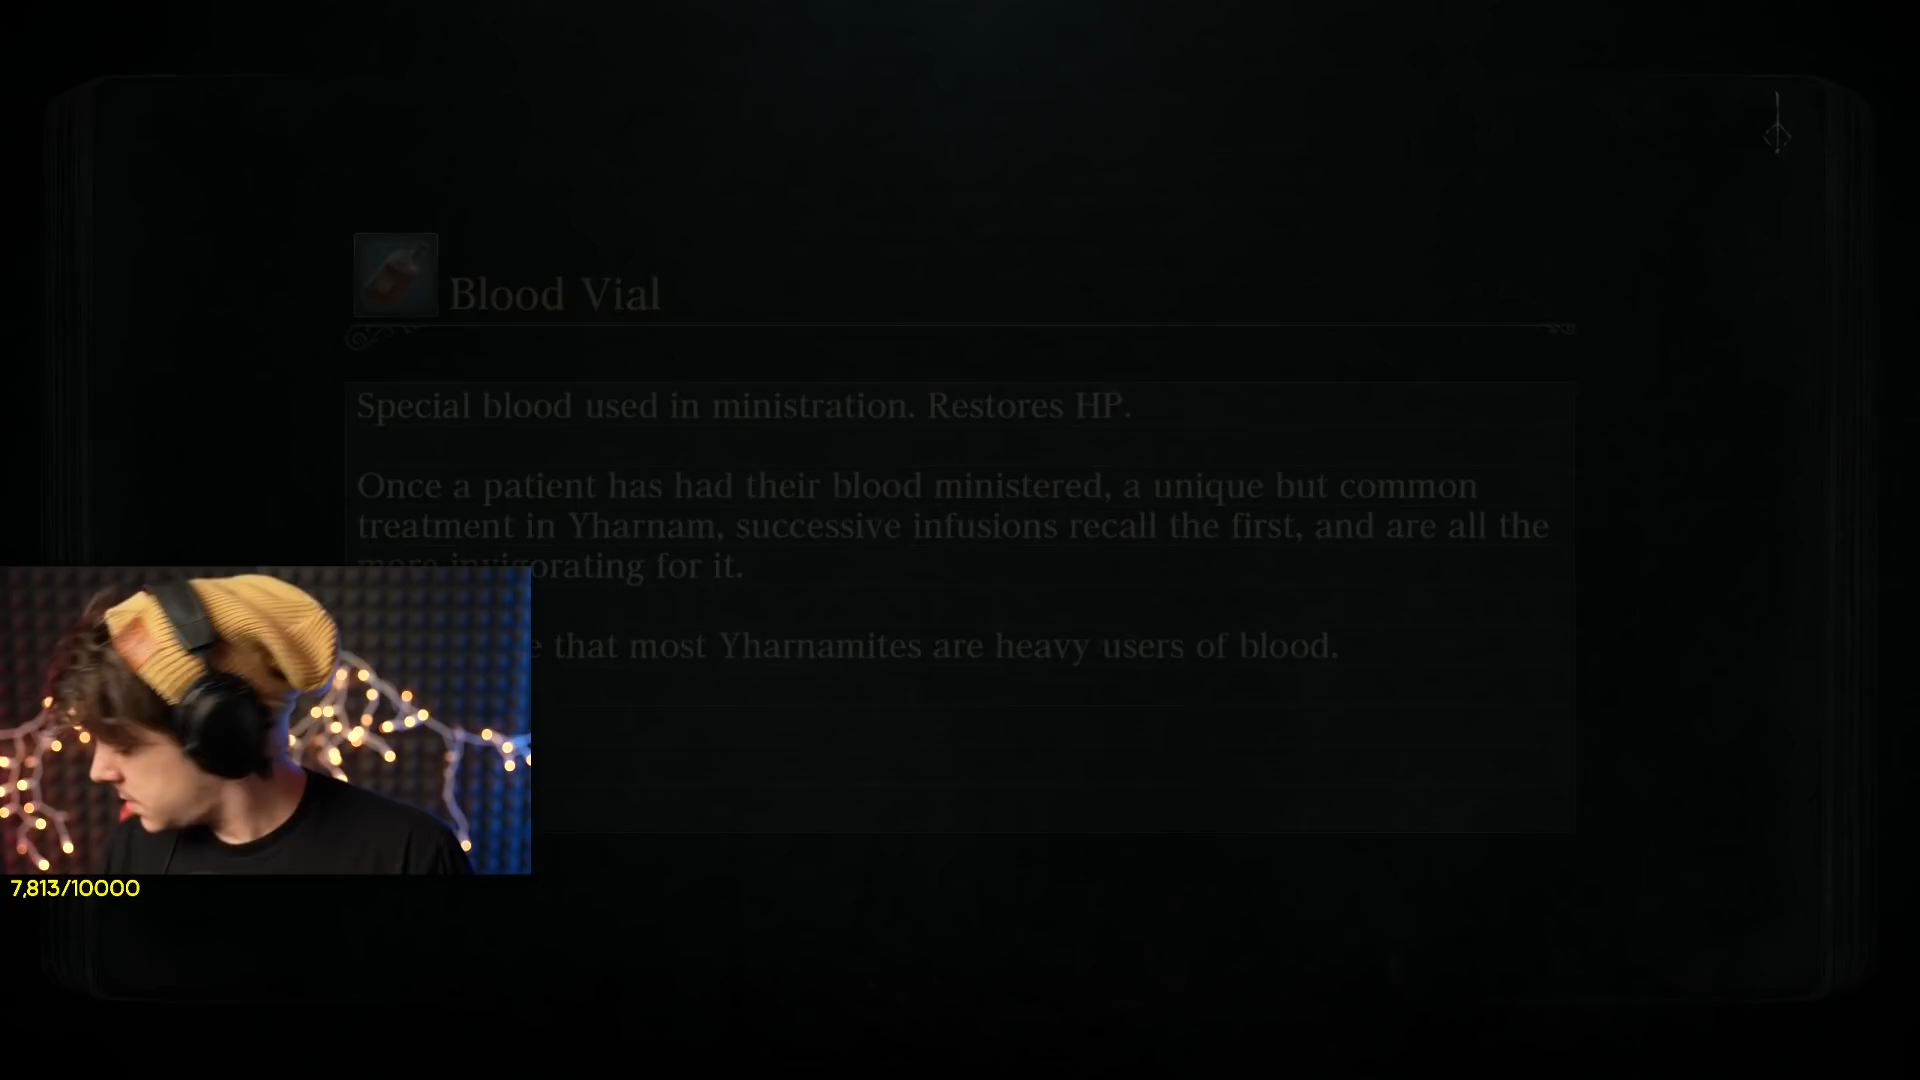 Blood Vial
Special blood used in ministration. Restores HP.
Once a patient has had their blood ministered, a unique but common
treatment in Yharnam, successive infusions recall the first, and are all the
more invigorating for it.
that most Yharnamites are heavy users of blood.
7,813/10000